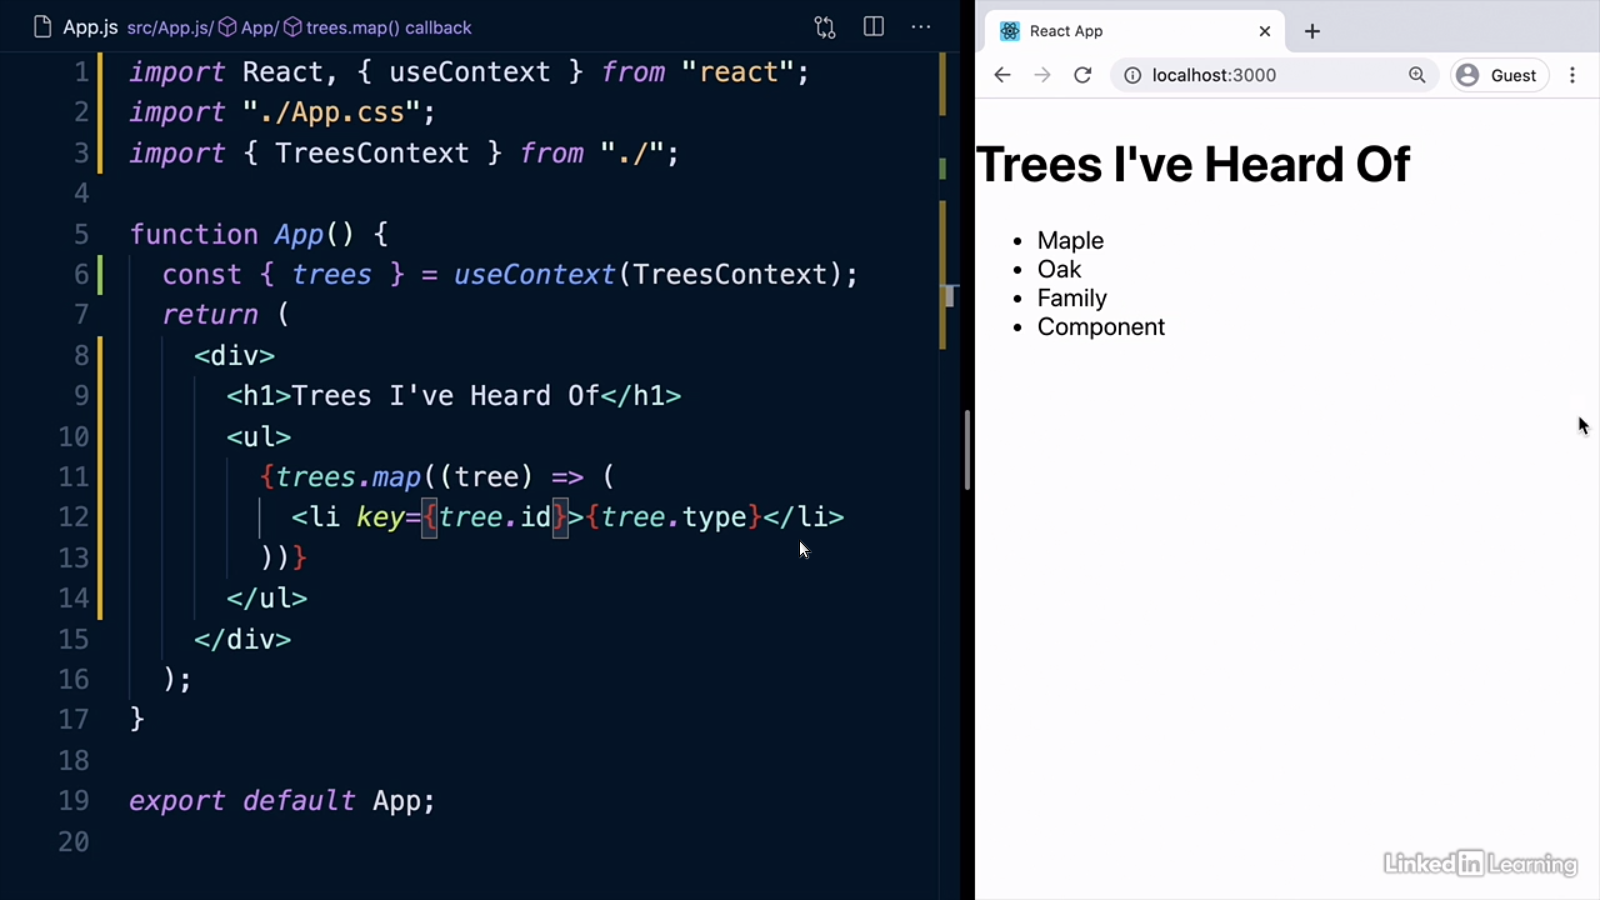 App.js src/App.js/ App/ trees.map() callback
1 import React, { useContext } from "react";
2 import "./App.css";
3 import { TreesContext } from "./";
4
5 function App() {
6 const { trees } = useContext(TreesContext);
7 return (
8 <div>
9 <h1>Trees I've Heard Of</h1>
10 <ul>
11 {trees.map((tree) => (
12 <li key={tree.id}>{tree.type}</li>
13 ))}
14 </ul>
15 </div>
16 );
17 }
18
19 export default App;
20
React App
localhost:3000
Guest
Trees I've Heard Of
• Maple
• Oak
• Family
• Component
Linked in Learning